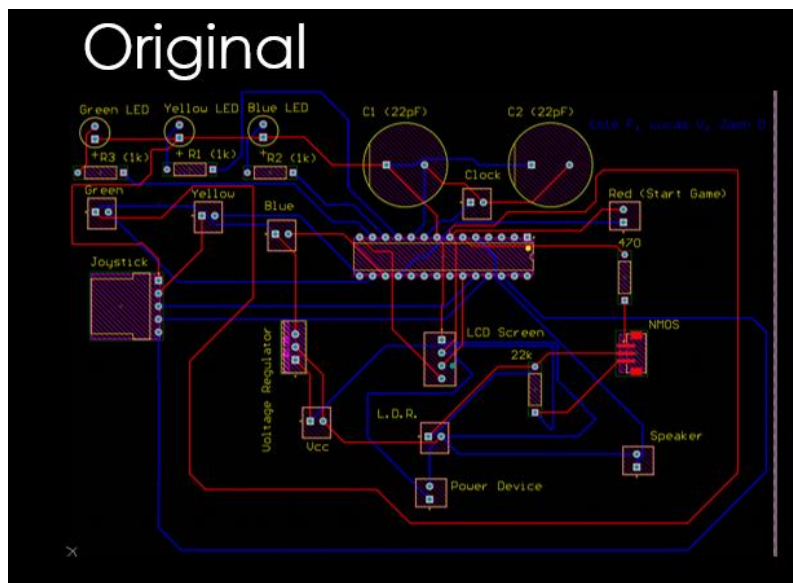 Original
Green LED Yellow LED Blue LED
C1 (22pF) C2 (22pF)
+R3 (1k) + R1 (1k) +R2 (1k)
Clock
Green Yellow Blue
Red (Start Game)
470
Joystick
NMOS
LCD Screen
22k
Voltage Regulator
L.D.R.
Vcc
Speaker
Power Device